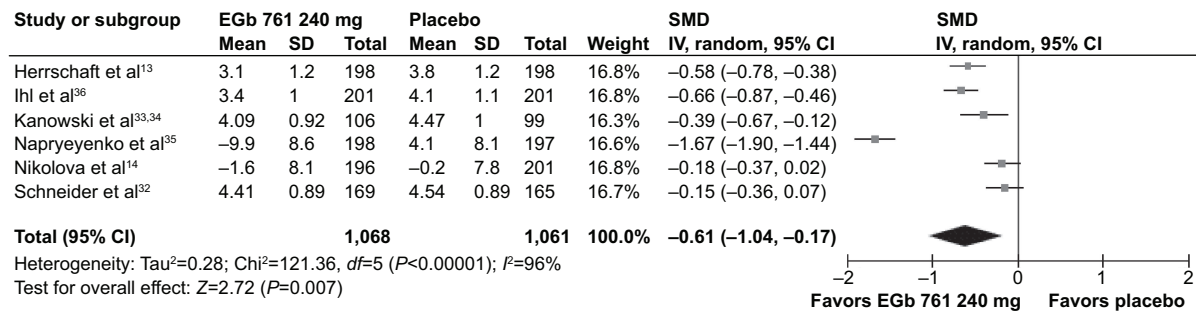 Study or subgroup EGb 761 240 mg Placebo SMD SMD
Mean SD Total Mean SD Total Weight IV, random, 95% CI IV, random, 95% CI
Herrschaft et al¹³ 3.1 1.2 198 3.8 1.2 198 16.8% –0.58 (–0.78, –0.38)
Ihl et al³⁶ 3.4 1 201 4.1 1.1 201 16.8% –0.66 (–0.87, –0.46)
Kanowski et al³³,³⁴ 4.09 0.92 106 4.47 1 99 16.3% –0.39 (–0.67, –0.12)
Napryeyenko et al³⁵ –9.9 8.6 198 4.1 8.1 197 16.6% –1.67 (–1.90, –1.44)
Nikolova et al¹⁴ –1.6 8.1 196 –0.2 7.8 201 16.8% –0.18 (–0.37, 0.02)
Schneider et al³² 4.41 0.89 169 4.54 0.89 165 16.7% –0.15 (–0.36, 0.07)
Total (95% CI) 1,068 1,061 100.0% –0.61 (–1.04, –0.17)
Heterogeneity: Tau²=0.28; Chi²=121.36, df=5 (P<0.00001); I²=96%
Test for overall effect: Z=2.72 (P=0.007)
–2 –1 0 1 2
Favors EGb 761 240 mg Favors placebo